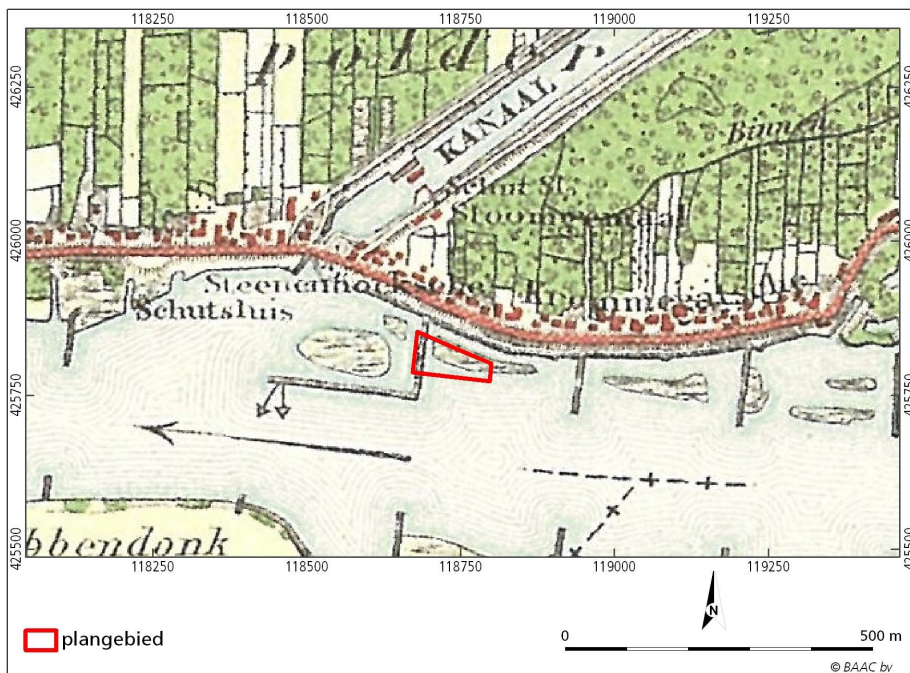 118250 118500 118750 119000 119250
426250 426250
polder
KANAAL
Binnen
Schut St.
Stoomgemaal
426000 426000
Steenenhoeksche
Schutsluis
425750 425750
bbendonk
425500 425500
118250 118500 118750 119000 119250
N
plangebied
0 500 m
© BAAC bv